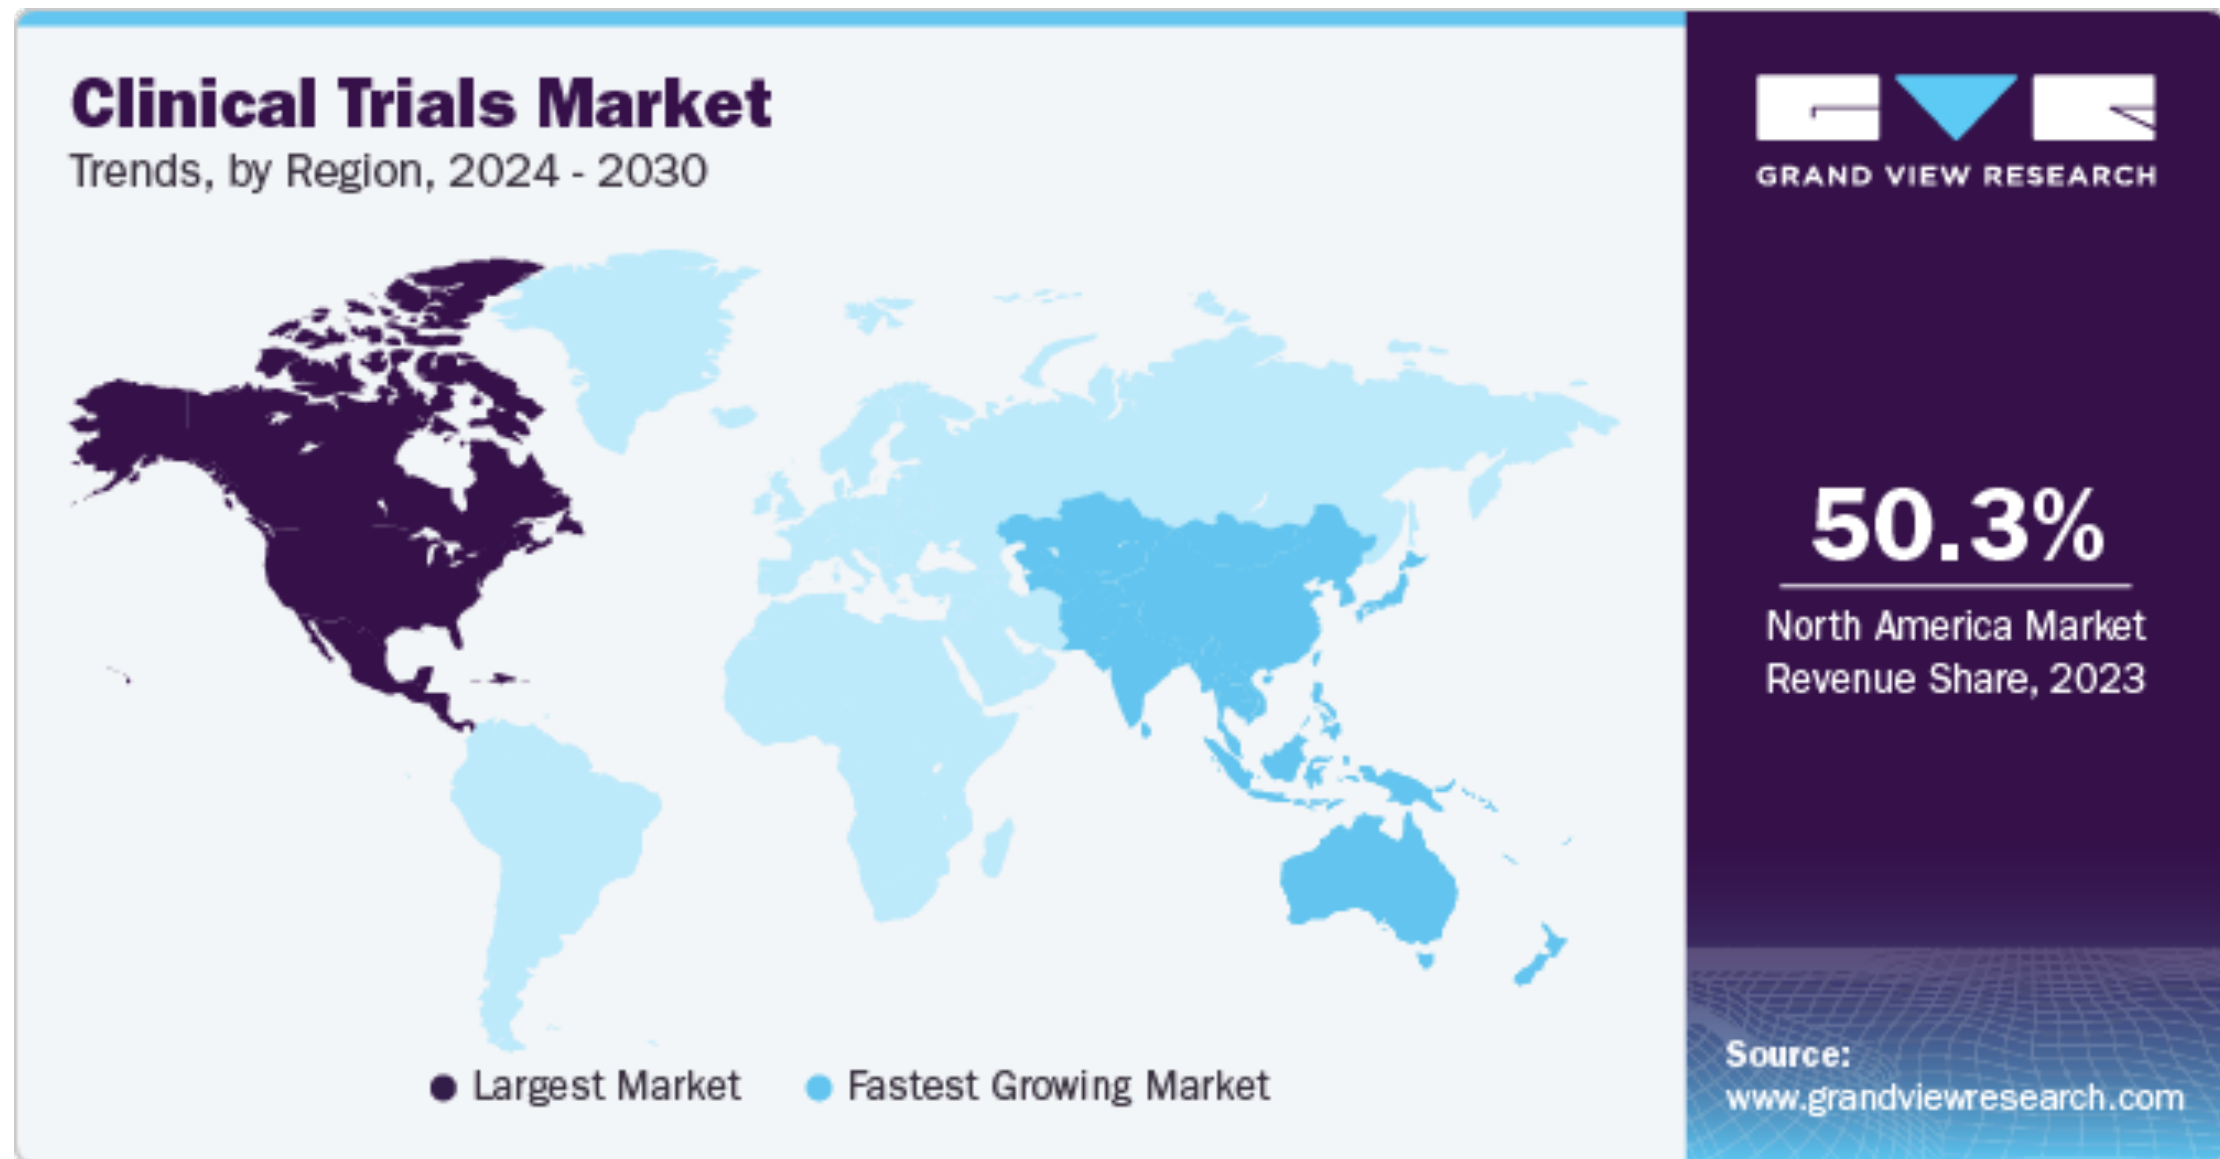 Clinical Trials Market
Trends, by Region, 2024 - 2030
Largest Market
Fastest Growing Market
GVR
GRAND VIEW RESEARCH
50.3%
North America Market
Revenue Share, 2023
Source:
www.grandviewresearch.com